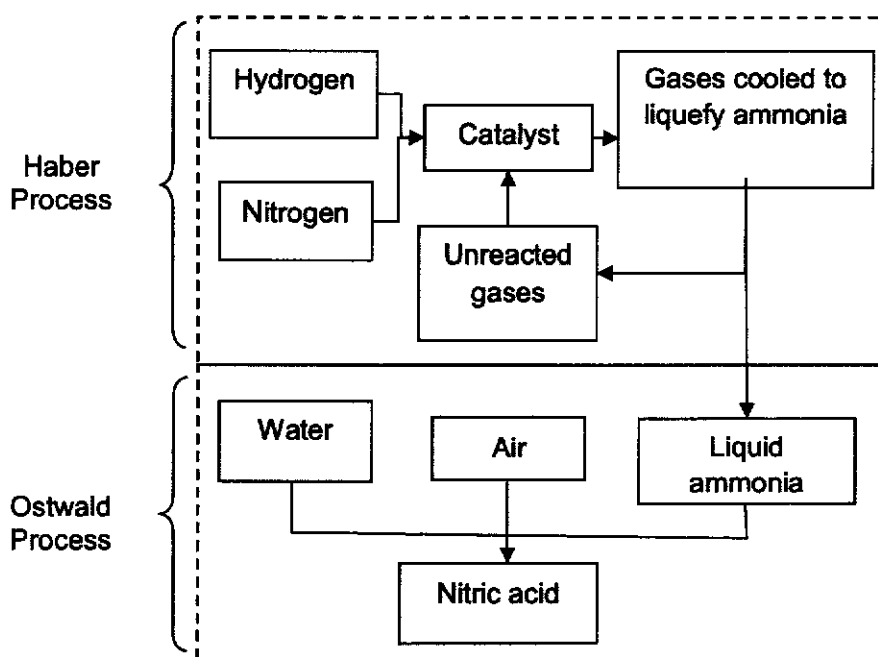 Haber
Process
Hydrogen
Nitrogen
Catalyst
Gases cooled to
liquefy ammonia
Unreacted
gases
Ostwald
Process
Water
Air
Liquid
ammonia
Nitric acid